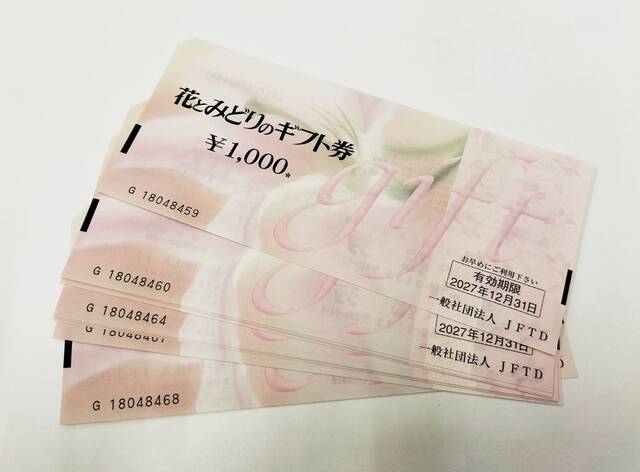 花とみどりのギフト券
￥1,000*
gift
G 18048459
お早めにご利用下さい
有効期限
2027年12月31日
一般社団法人 JFTD
G 18048460
G 18048464
2027年12月31日
一般社団法人 JFTD
G 18048467
G 18048468